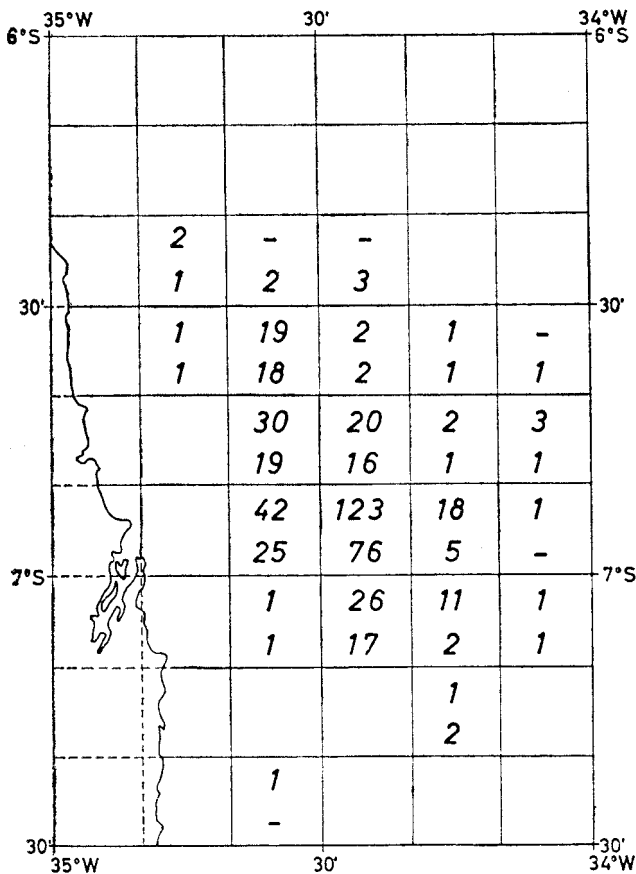 35°W 30' 34°W
6°S 6°S
2 - -
1 2 3
30' 30'
1 19 2 1 -
1 18 2 1 1
30 20 2 3
19 16 1 1
42 123 18 1
25 76 5 -
7°S 7°S
1 26 11 1
1 17 2 1
1
2
1
-
30' 30'
35°W 30' 34°W